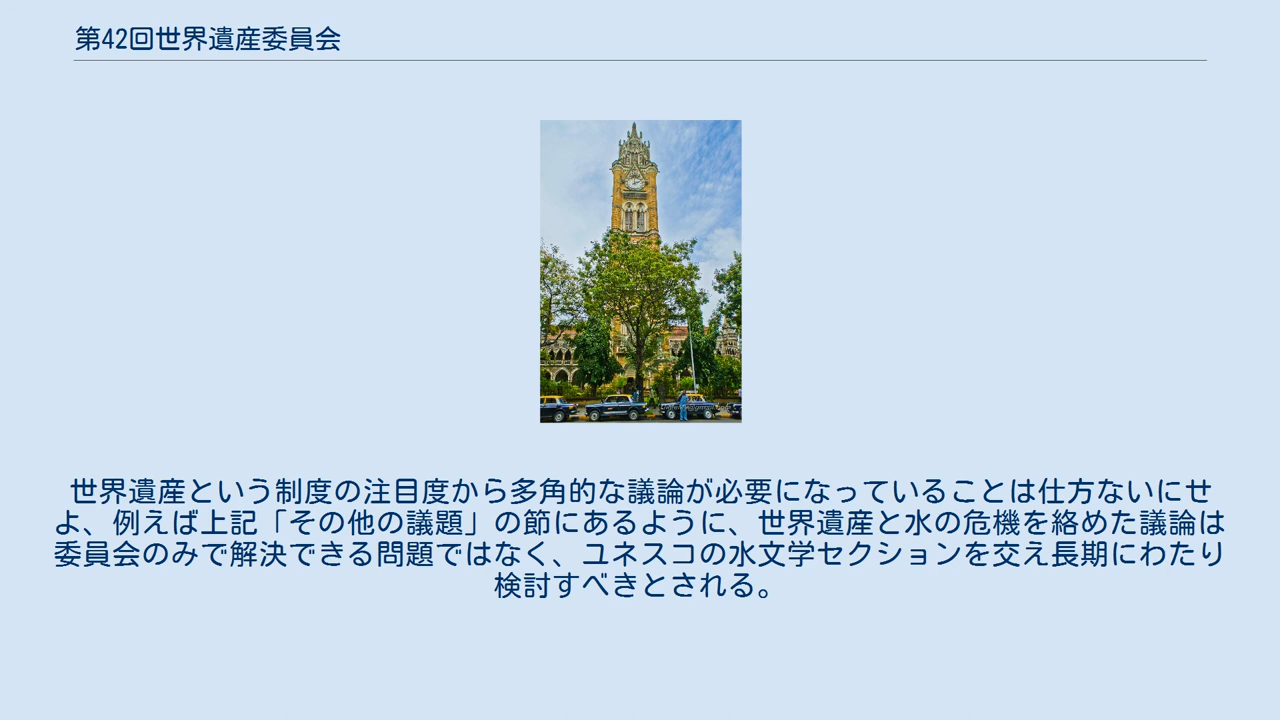 第42回世界遺産委員会
世界遺産という制度の注目度から多角的な議論が必要になっていることは仕方ないにせ
よ、例えば上記「その他の議題」の節にあるように、世界遺産と水の危機を絡めた議論は
委員会のみで解決できる問題ではなく、ユネスコの水文学セクションを交え長期にわたり
検討すべきとされる。